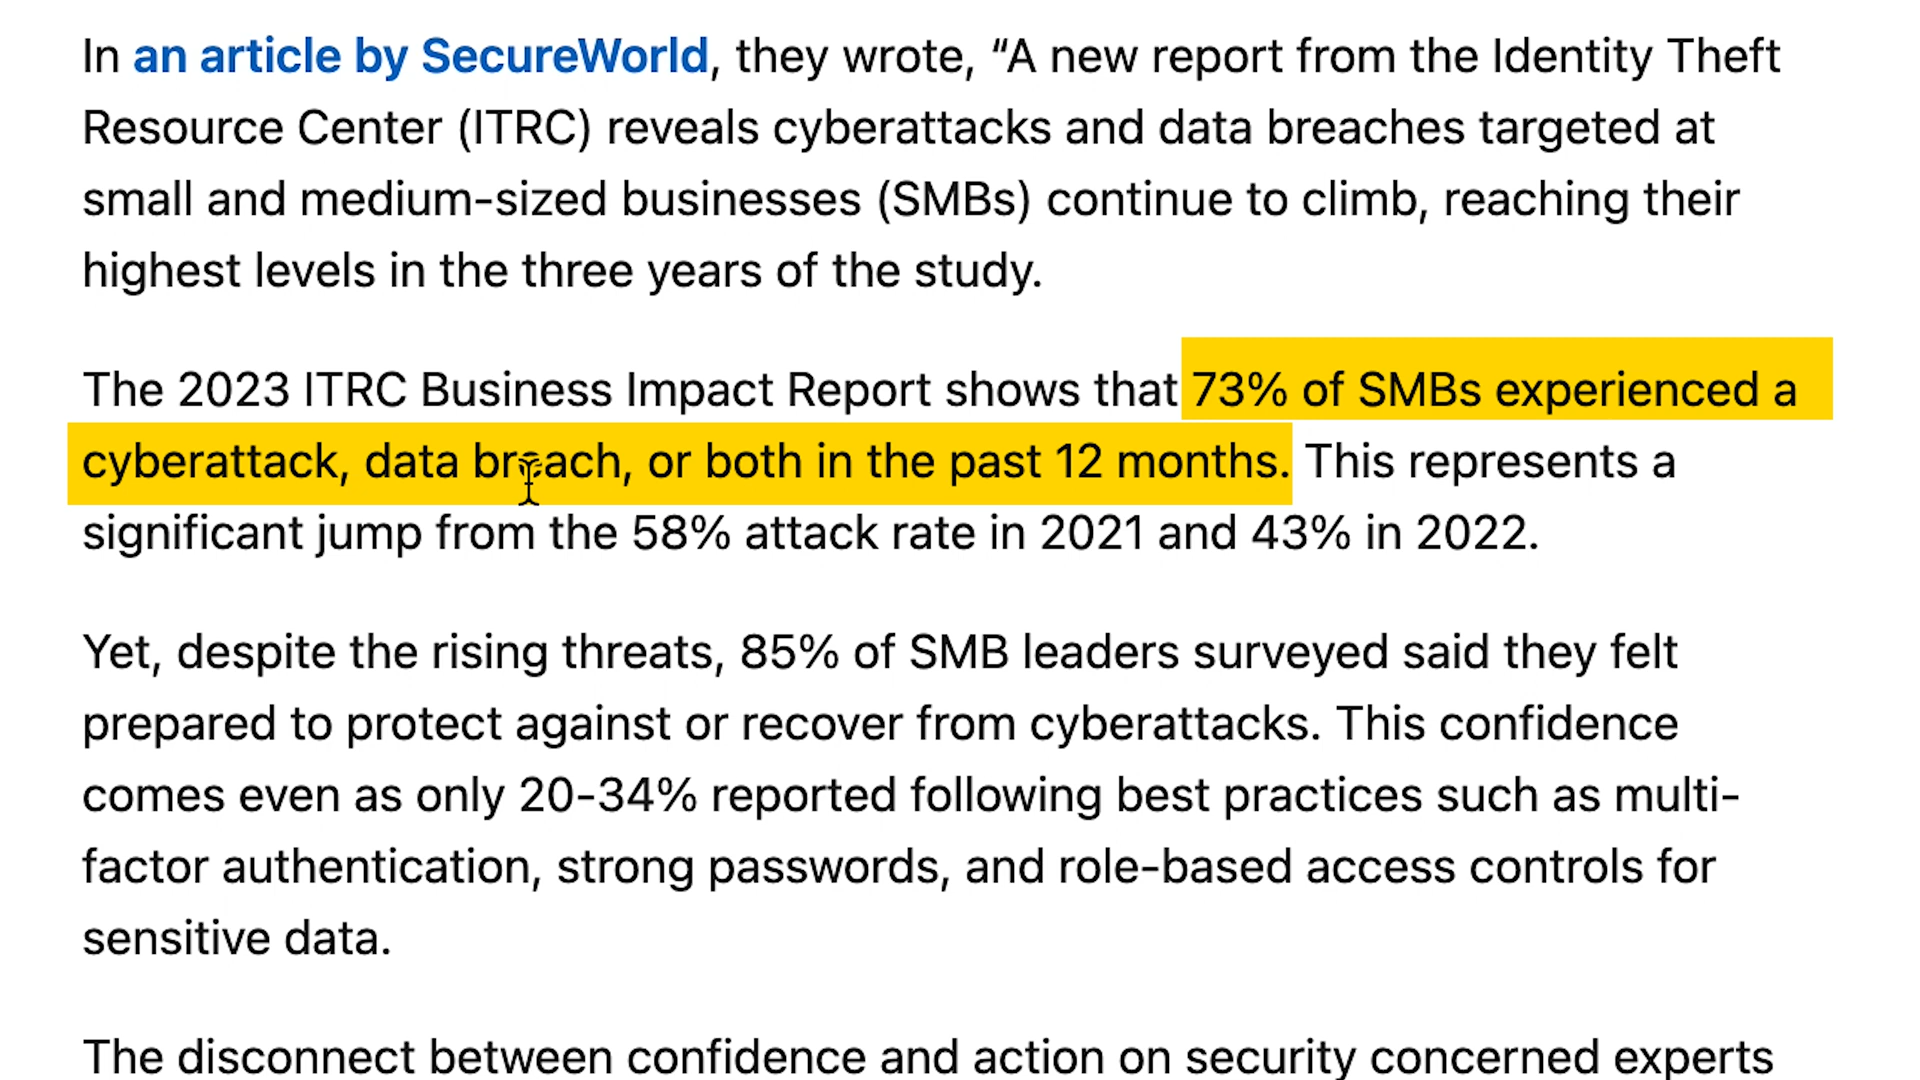 In an article by SecureWorld, they wrote, “A new report from the Identity Theft
Resource Center (ITRC) reveals cyberattacks and data breaches targeted at
small and medium-sized businesses (SMBs) continue to climb, reaching their
highest levels in the three years of the study.
The 2023 ITRC Business Impact Report shows that 73% of SMBs experienced a
cyberattack, data breach, or both in the past 12 months. This represents a
significant jump from the 58% attack rate in 2021 and 43% in 2022.
Yet, despite the rising threats, 85% of SMB leaders surveyed said they felt
prepared to protect against or recover from cyberattacks. This confidence
comes even as only 20-34% reported following best practices such as multi-
factor authentication, strong passwords, and role-based access controls for
sensitive data.
The disconnect between confidence and action on security concerned experts